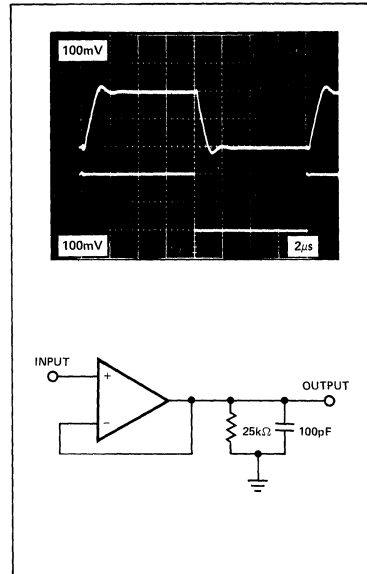 100mV
100mV
2μs
INPUT
+
−
OUTPUT
25kΩ
100pF